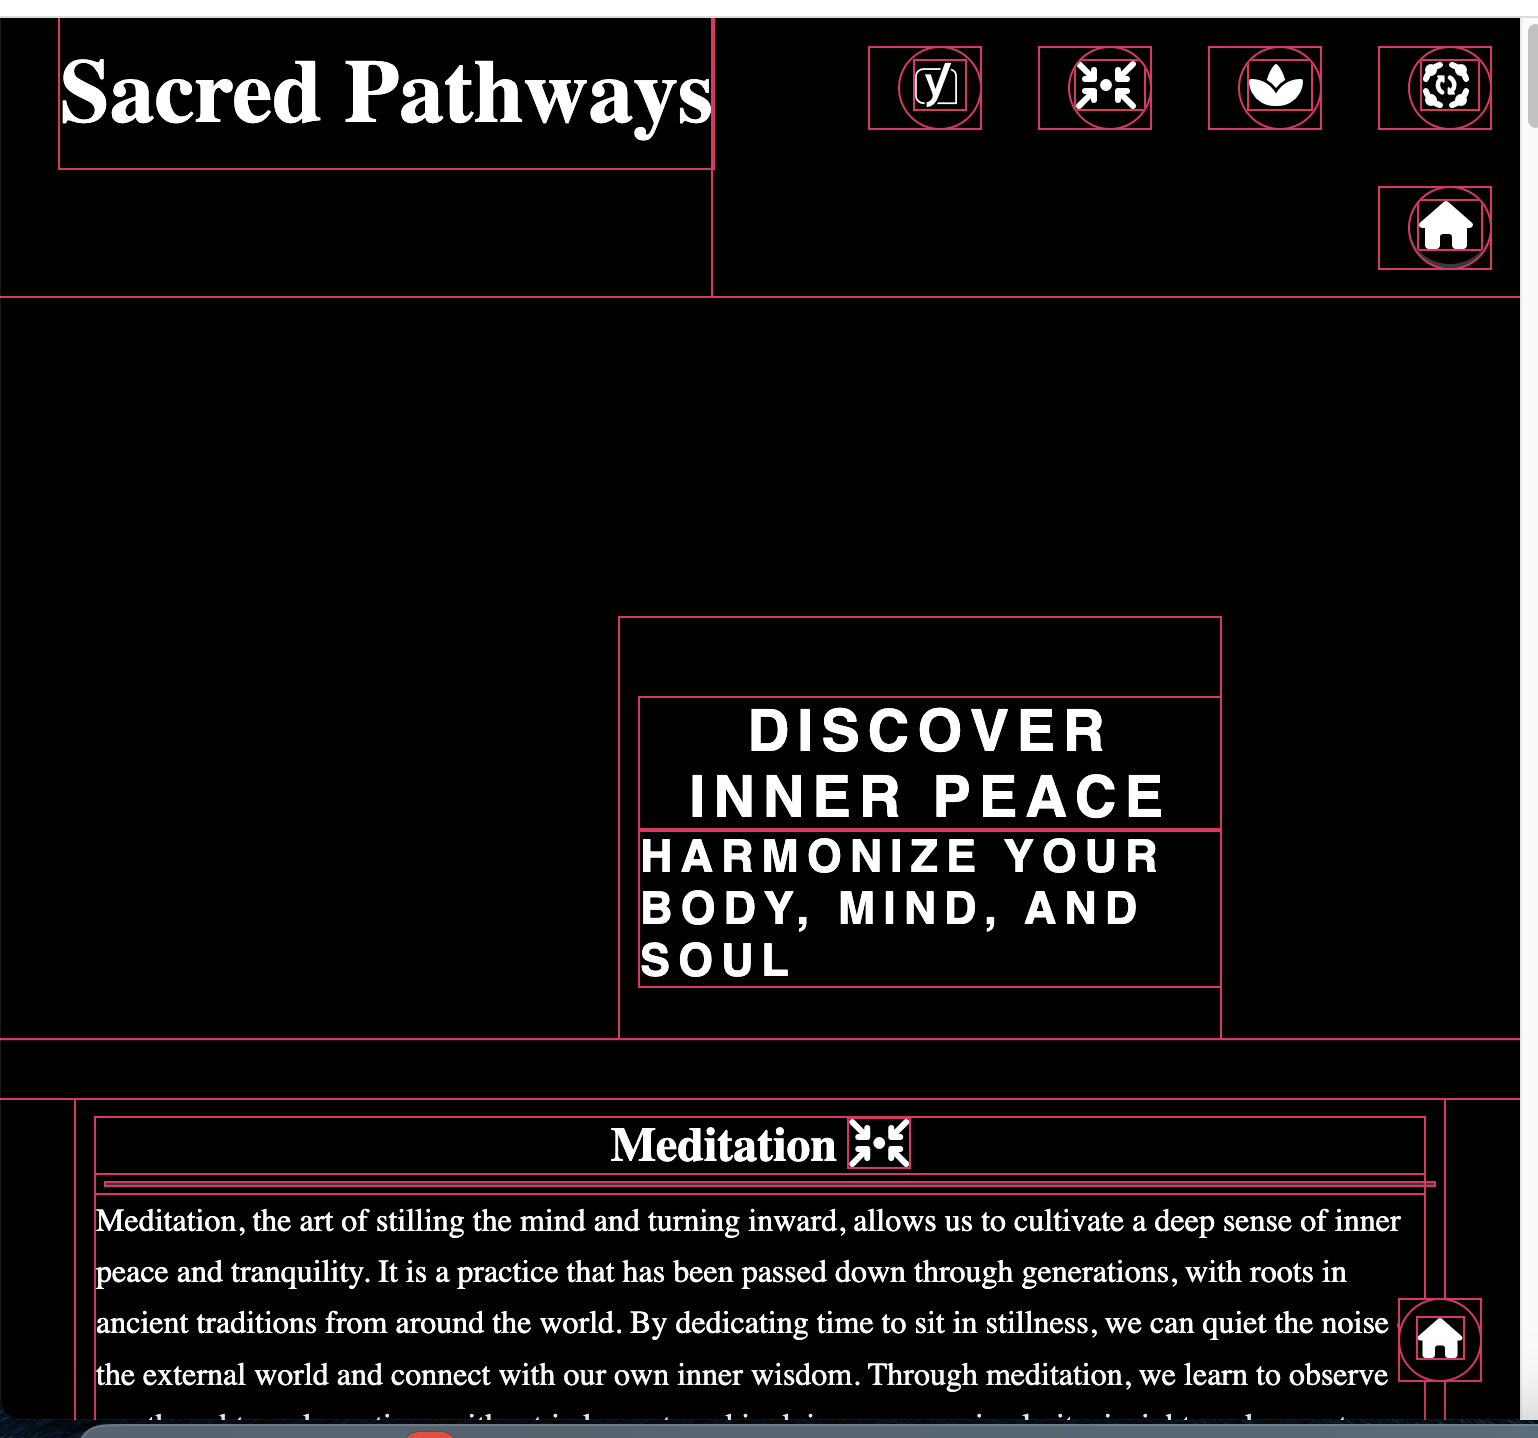 Sacred Pathways
y
DISCOVER
INNER PEACE
HARMONIZE YOUR
BODY, MIND, AND
SOUL
Meditation
Meditation, the art of stilling the mind and turning inward, allows us to cultivate a deep sense of inner
peace and tranquility. It is a practice that has been passed down through generations, with roots in
ancient traditions from around the world. By dedicating time to sit in stillness, we can quiet the noise
the external world and connect with our own inner wisdom. Through meditation, we learn to observe